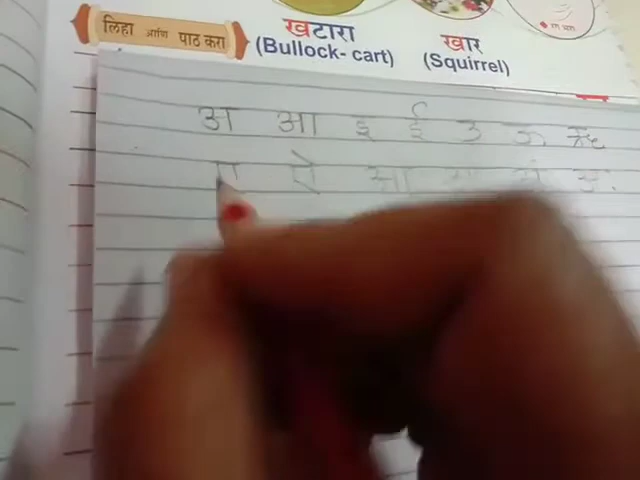 लिहा आणि पाठ करा
खटारा
(Bullock- cart)
खार
(Squirrel)
अ आ इ ई उ ऊ ऋ
ए ऐ ओ औ अं अः